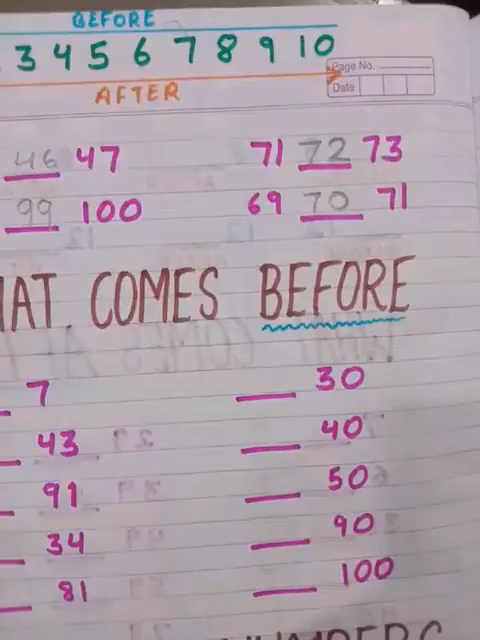 BEFORE
3 4 5 6 7 8 9 10
Page No.
AFTER
Date
46 47 71 72 73
99 100 69 70 71
COMES BEFORE
7 30
43 40
91 50
34 90
81 100